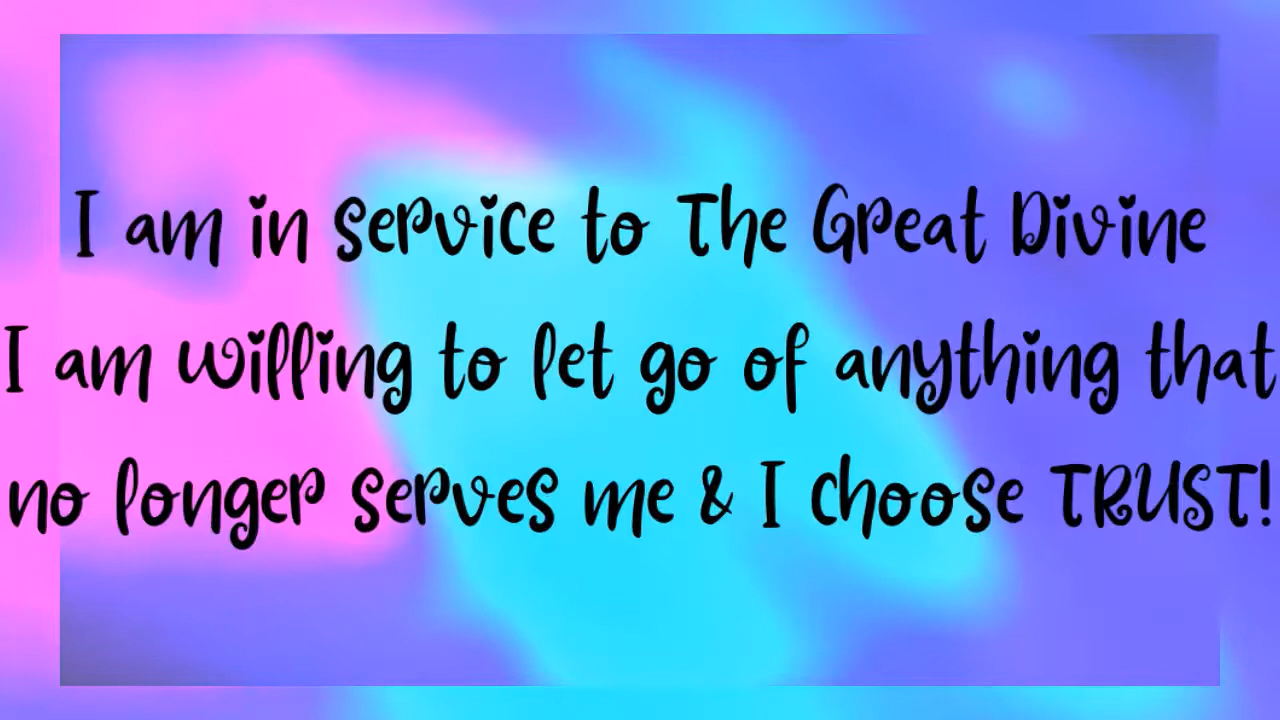 I am in service to The Great Divine
I am willing to let go of anything that
no longer serves me & I choose TRUST!